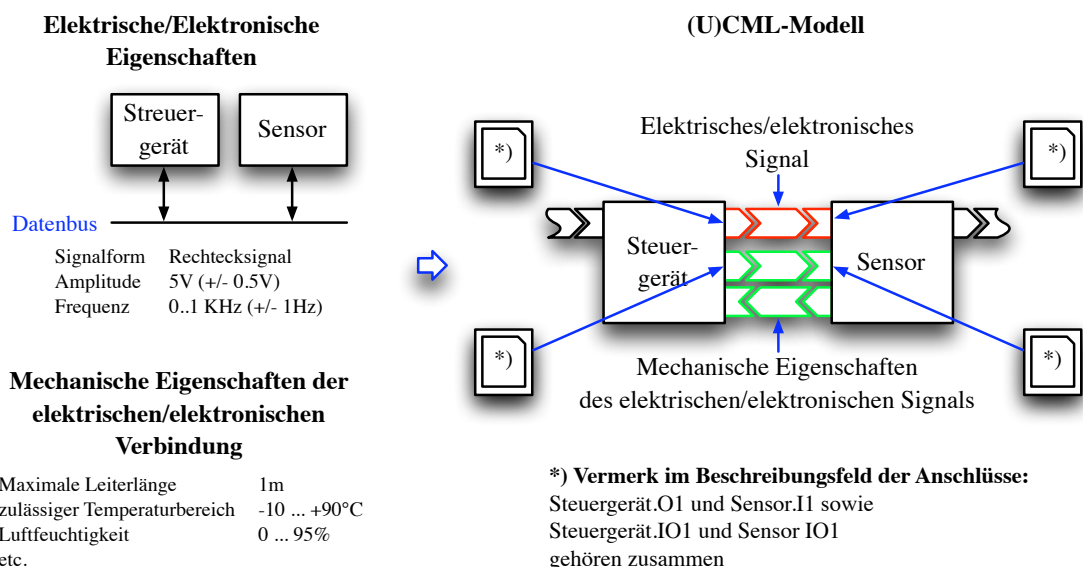 Elektrische/Elektronische
Eigenschaften
Streuer-
gerät
Sensor
Datenbus
Signalform Rechtecksignal
Amplitude 5V (+/- 0.5V)
Frequenz 0..1 KHz (+/- 1Hz)
Mechanische Eigenschaften der
elektrischen/elektronischen
Verbindung
Maximale Leiterlänge 1m
zulässiger Temperaturbereich -10 ... +90°C
Luftfeuchtigkeit 0 ... 95%
etc.
(U)CML-Modell
*)
Elektrisches/elektronisches
Signal
*)
Steuer-
gerät
Sensor
*)
Mechanische Eigenschaften
des elektrischen/elektronischen Signals
*)
*) Vermerk im Beschreibungsfeld der Anschlüsse:
Steuergerät.O1 und Sensor.I1 sowie
Steuergerät.IO1 und Sensor IO1
gehören zusammen